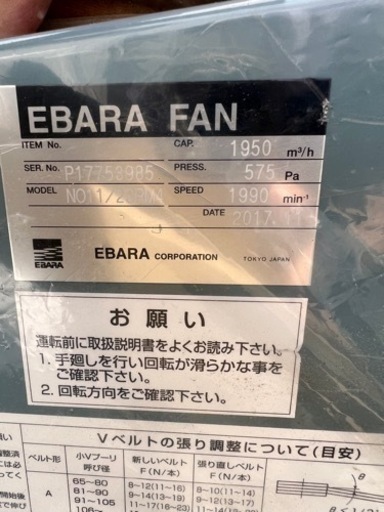 EBARA FAN
ITEM No. CAP. 1950 m³/h
SER. No. P17753985 PRESS. 575 Pa
MODEL SPEED 1990 min⁻¹
DATE 2017.
EBARA EBARA CORPORATION TOKYO JAPAN
お願い
運転前に取扱説明書をよくお読み下さい。
1. 手廻しを行い回転が滑らかな事を
ご確認下さい。
2. 回転方向をご確認下さい。
Vベルトの張り調整について(目安)
ベルト形 小Vプーリ呼び径 新しいベルト F(N/本) 張り直しベルト F(N/本)
A 65~80 8~12(11~16) 8~10(11~14)
81~90 9~14(13~19)
91~105 11~17(16~23)
106~